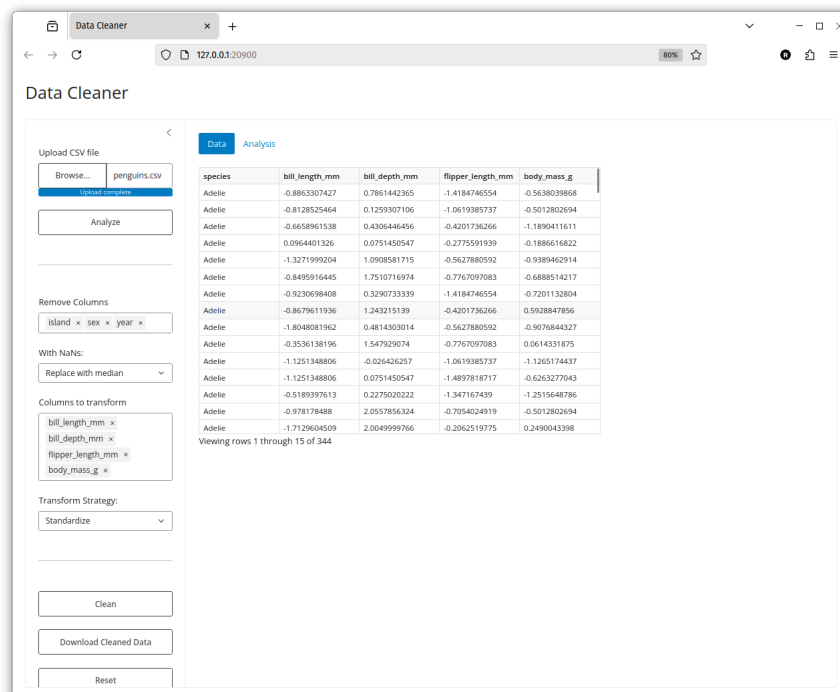 Data Cleaner
127.0.0.1:20900
80%
R
Data Cleaner
Upload CSV file
Browse... penguins.csv
Upload complete
Analyze
Remove Columns
island × sex × year ×
With NaNs:
Replace with median
Columns to transform
bill_length_mm ×
bill_depth_mm ×
flipper_length_mm ×
body_mass_g ×
Transform Strategy:
Standardize
Clean
Download Cleaned Data
Reset
Data Analysis
species bill_length_mm bill_depth_mm flipper_length_mm body_mass_g
Adelie -0.8863307427 0.7861442365 -1.4184746554 -0.5638039868
Adelie -0.8128525464 0.1259307106 -1.0619385737 -0.5012802694
Adelie -0.6658961538 0.4306446456 -0.4201736266 -1.1890411611
Adelie 0.0964401326 0.0751450547 -0.2775591939 -0.1886616822
Adelie -1.3271999204 1.0908581715 -0.5627880592 -0.9389462914
Adelie -0.8495916445 1.7510716974 -0.7767097083 -0.6888514217
Adelie -0.9230698408 0.3290733339 -1.4184746554 -0.7201132804
Adelie -0.8679611936 1.243215139 -0.4201736266 0.5928847856
Adelie -1.8048081962 0.4814303014 -0.5627880592 -0.9076844327
Adelie -0.3536138196 1.547929074 -0.7767097083 0.0614331875
Adelie -1.1251348806 -0.026426257 -1.0619385737 -1.1265174437
Adelie -1.1251348806 0.0751450547 -1.4897818717 -0.6263277043
Adelie -0.5189397613 0.2275020222 -1.347167439 -1.2515648786
Adelie -0.978178488 2.0557856324 -0.7054024919 -0.5012802694
Adelie -1.7129604509 2.0049999766 -0.2062519775 0.2490043398
Viewing rows 1 through 15 of 344